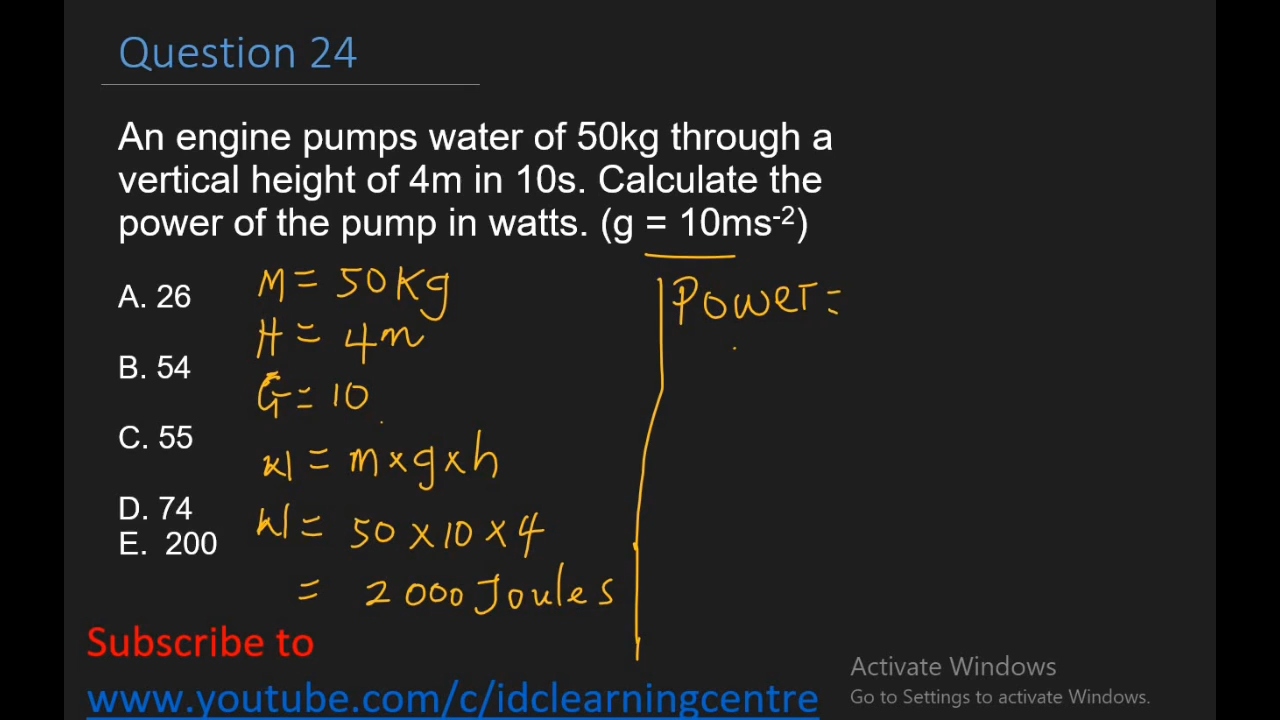 Question 24
An engine pumps water of 50kg through a
vertical height of 4m in 10s. Calculate the
power of the pump in watts. (g = 10ms-2)
A. 26
B. 54
C. 55
D. 74
E. 200
M = 50Kg
H = 4m
G = 10
W = m×g×h
W = 50×10×4
= 2000 Joules
Power =
Subscribe to
www.youtube.com/c/idclearningcentre
Activate Windows
Go to Settings to activate Windows.